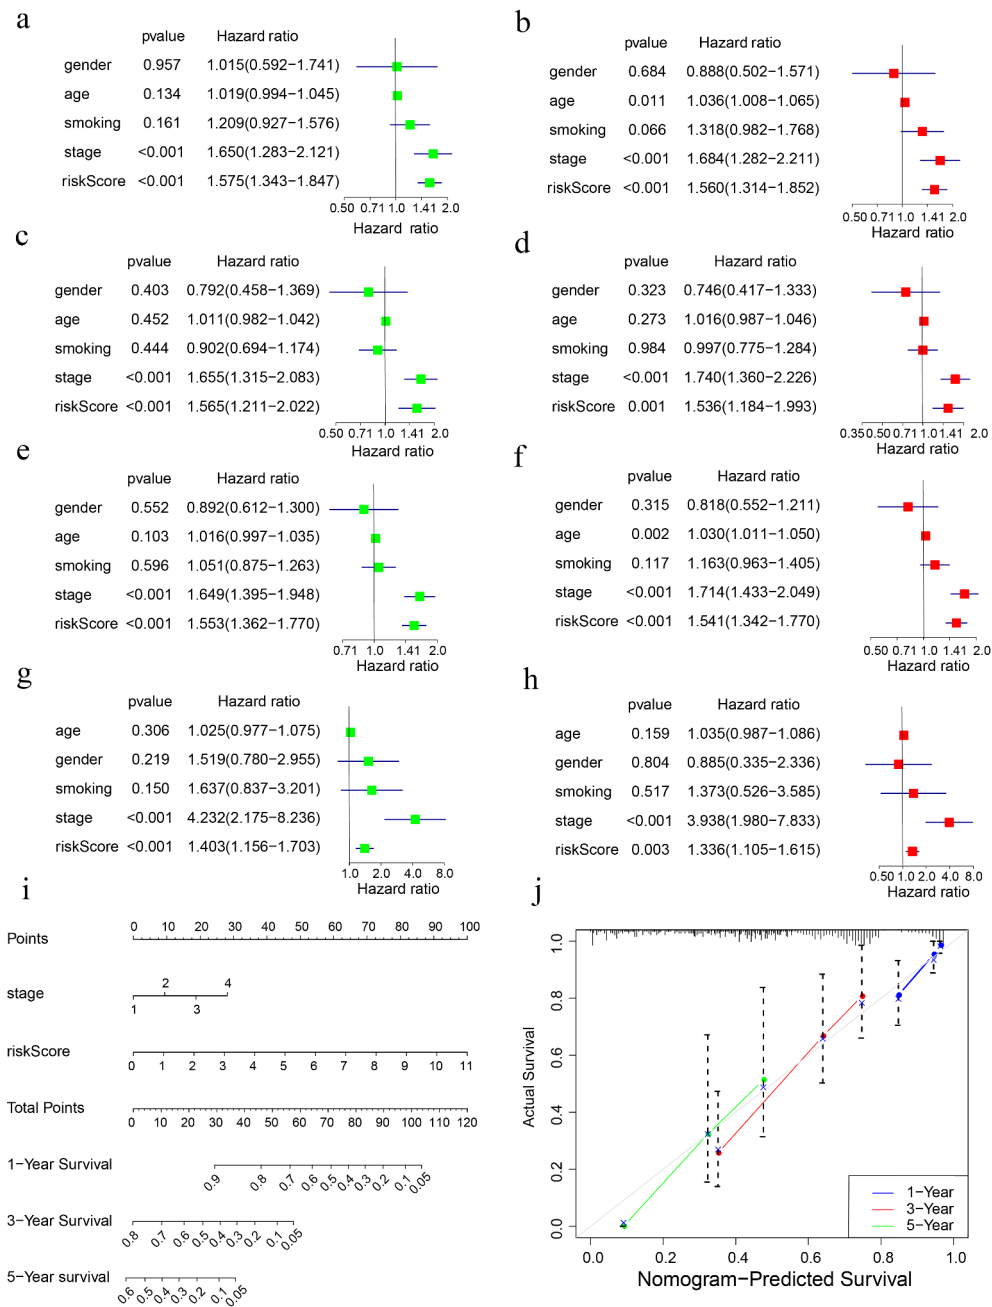 a
pvalue Hazard ratio
gender 0.957 1.015(0.592−1.741)
age 0.134 1.019(0.994−1.045)
smoking 0.161 1.209(0.927−1.576)
stage <0.001 1.650(1.283−2.121)
riskScore <0.001 1.575(1.343−1.847)
0.50 0.71 1.0 1.41 2.0
Hazard ratio
b
pvalue Hazard ratio
gender 0.684 0.888(0.502−1.571)
age 0.011 1.036(1.008−1.065)
smoking 0.066 1.318(0.982−1.768)
stage <0.001 1.684(1.282−2.211)
riskScore <0.001 1.560(1.314−1.852)
0.50 0.71 1.0 1.41 2.0
Hazard ratio
c
pvalue Hazard ratio
gender 0.403 0.792(0.458−1.369)
age 0.452 1.011(0.982−1.042)
smoking 0.444 0.902(0.694−1.174)
stage <0.001 1.655(1.315−2.083)
riskScore <0.001 1.565(1.211−2.022)
0.50 0.71 1.0 1.41 2.0
Hazard ratio
d
pvalue Hazard ratio
gender 0.323 0.746(0.417−1.333)
age 0.273 1.016(0.987−1.046)
smoking 0.984 0.997(0.775−1.284)
stage <0.001 1.740(1.360−2.226)
riskScore 0.001 1.536(1.184−1.993)
0.35 0.50 0.71 1.0 1.41 2.0
Hazard ratio
e
pvalue Hazard ratio
gender 0.552 0.892(0.612−1.300)
age 0.103 1.016(0.997−1.035)
smoking 0.596 1.051(0.875−1.263)
stage <0.001 1.649(1.395−1.948)
riskScore <0.001 1.553(1.362−1.770)
0.71 1.0 1.41 2.0
Hazard ratio
f
pvalue Hazard ratio
gender 0.315 0.818(0.552−1.211)
age 0.002 1.030(1.011−1.050)
smoking 0.117 1.163(0.963−1.405)
stage <0.001 1.714(1.433−2.049)
riskScore <0.001 1.541(1.342−1.770)
0.50 0.71 1.0 1.41 2.0
Hazard ratio
g
pvalue Hazard ratio
age 0.306 1.025(0.977−1.075)
gender 0.219 1.519(0.780−2.955)
smoking 0.150 1.637(0.837−3.201)
stage <0.001 4.232(2.175−8.236)
riskScore <0.001 1.403(1.156−1.703)
1.0 2.0 4.0 8.0
Hazard ratio
h
pvalue Hazard ratio
age 0.159 1.035(0.987−1.086)
gender 0.804 0.885(0.335−2.336)
smoking 0.517 1.373(0.526−3.585)
stage <0.001 3.938(1.980−7.833)
riskScore 0.003 1.336(1.105−1.615)
0.50 1.0 2.0 4.0 8.0
Hazard ratio
i
Points 0 10 20 30 40 50 60 70 80 90 100
2 4
stage
1 3
riskScore
0 1 2 3 4 5 6 7 8 9 10 11
Total Points
0 10 20 30 40 50 60 70 80 90 100 110 120
1−Year Survival
0.9 0.8 0.7 0.6 0.5 0.4 0.3 0.2 0.1 0.05
3−Year Survival
0.8 0.7 0.6 0.5 0.4 0.3 0.2 0.1 0.05
5−Year survival
0.6 0.5 0.4 0.3 0.2 0.1 0.05
j
Actual Survival
1.0
0.8
0.6
0.4
0.2
0.0
1−Year
3−Year
5−Year
0.0 0.2 0.4 0.6 0.8 1.0
Nomogram−Predicted Survival